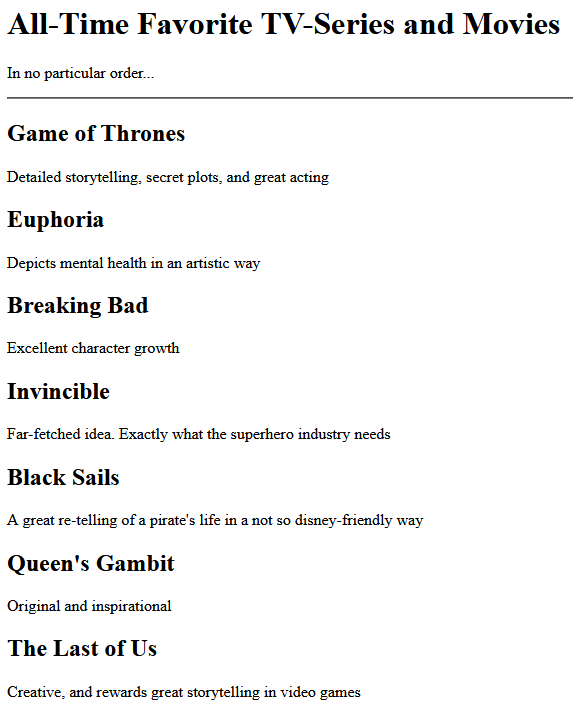 All-Time Favorite TV-Series and Movies
In no particular order...
Game of Thrones
Detailed storytelling, secret plots, and great acting
Euphoria
Depicts mental health in an artistic way
Breaking Bad
Excellent character growth
Invincible
Far-fetched idea. Exactly what the superhero industry needs
Black Sails
A great re-telling of a pirate's life in a not so disney-friendly way
Queen's Gambit
Original and inspirational
The Last of Us
Creative, and rewards great storytelling in video games